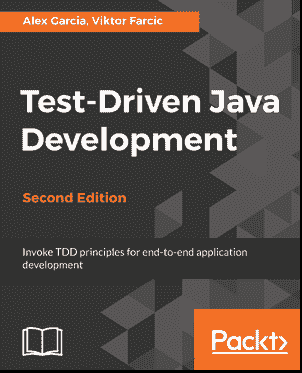 Alex Garcia, Viktor Farcic
Test-Driven Java
Development
Second Edition
Invoke TDD principles for end-to-end application
development
Packt>